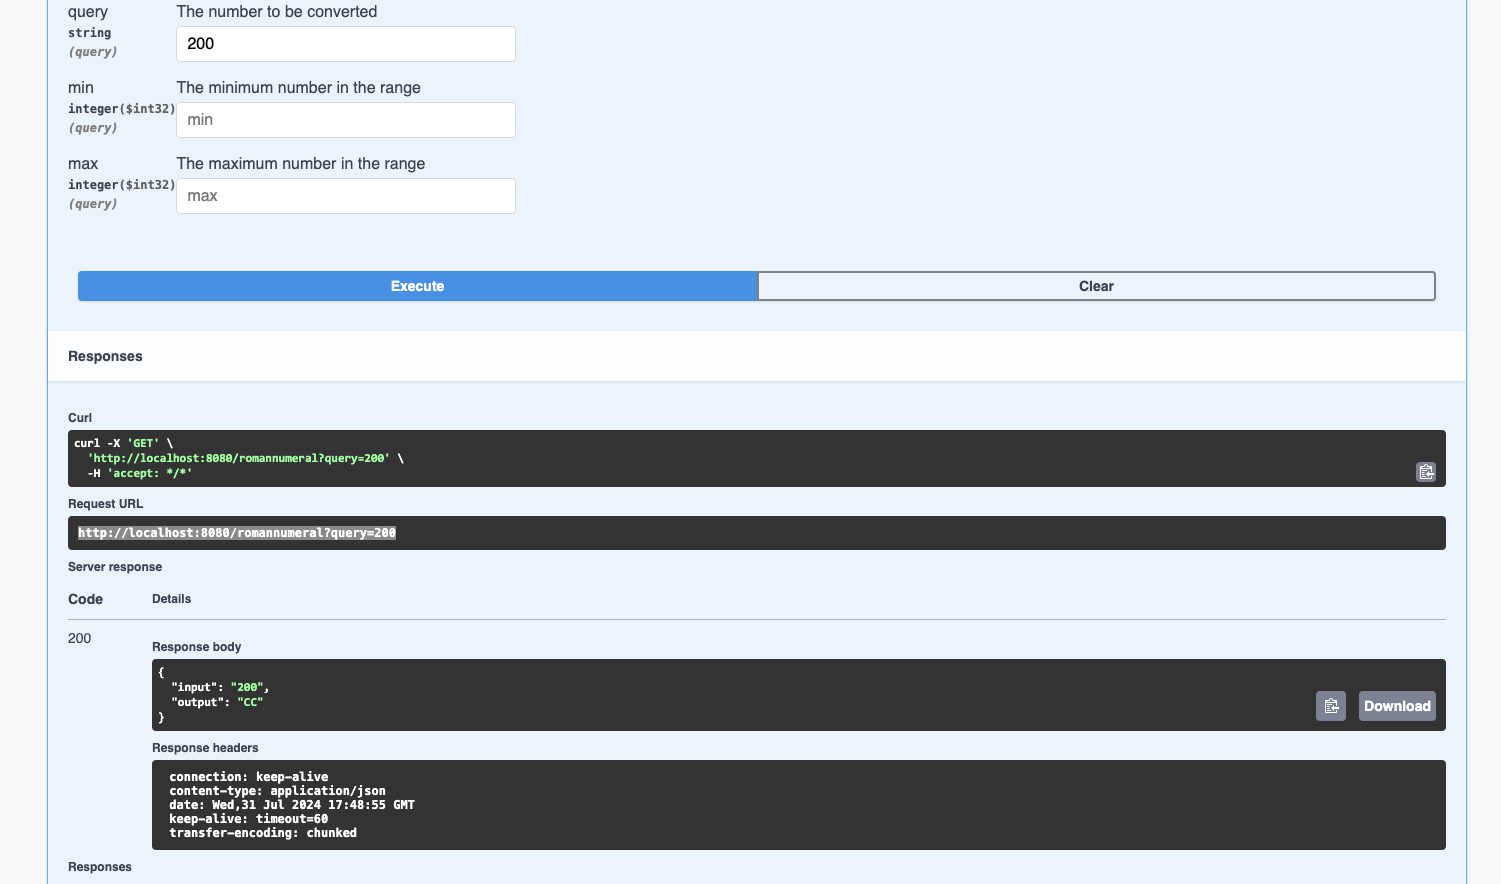 query The number to be converted
string
(query)
200
min The minimum number in the range
integer($int32)
(query)
min
max The maximum number in the range
integer($int32)
(query)
max
Execute Clear
Responses
Curl
curl -X 'GET' \
'http://localhost:8080/romannumeral?query=200' \
-H 'accept: */*'
Request URL
http://localhost:8080/romannumeral?query=200
Server response
Code Details
200
Response body
{
"input": "200",
"output": "CC"
}
Download
Response headers
connection: keep-alive
content-type: application/json
date: Wed,31 Jul 2024 17:48:55 GMT
keep-alive: timeout=60
transfer-encoding: chunked
Responses